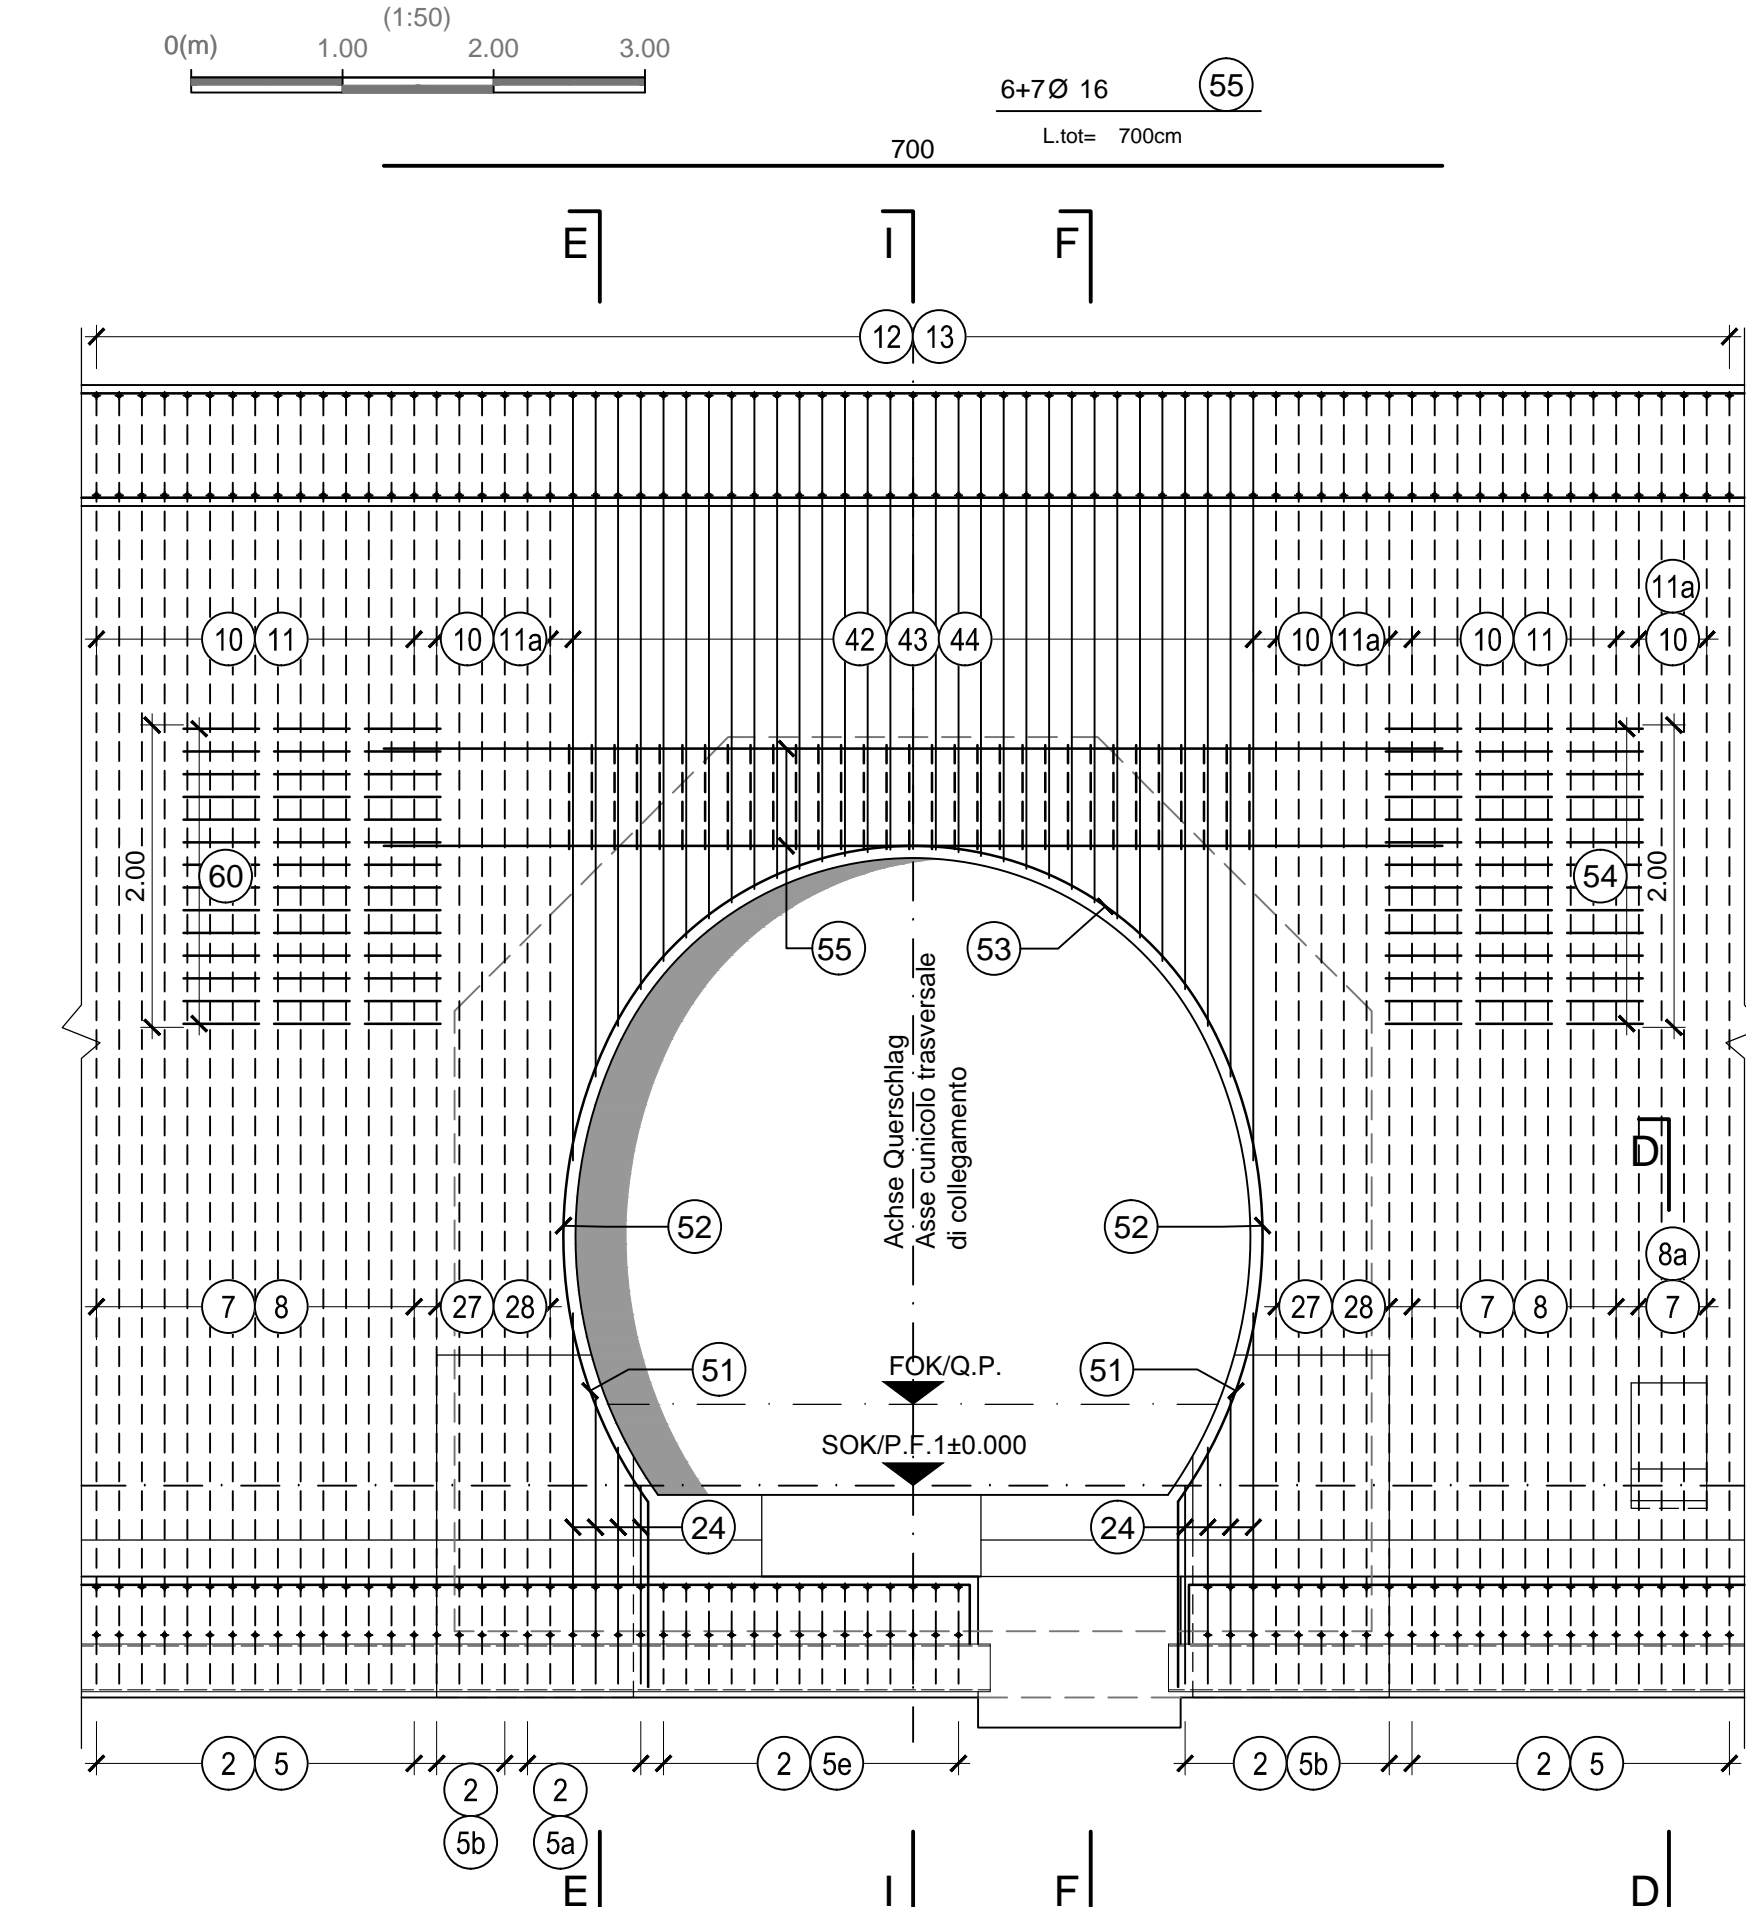 (1:50)
0(m) 1.00 2.00 3.00
6+7Ø 16 55
L.tot= 700cm
700
E I F
12 13
11a
10 11 10 11a 42 43 44 10 11a 10 11 10
2.00 60 54 2.00
55 53
Achse Querschlag
Asse cunicolo trasversale
di collegamento
D
52 52
8a
7 8 27 28 27 28 7 8 7
51 51
FOK/Q.P.
SOK/P.F.1±0.000
24 24
2 5 2 5e 2 5b 2 5
2 2
5b 5a
E I F D